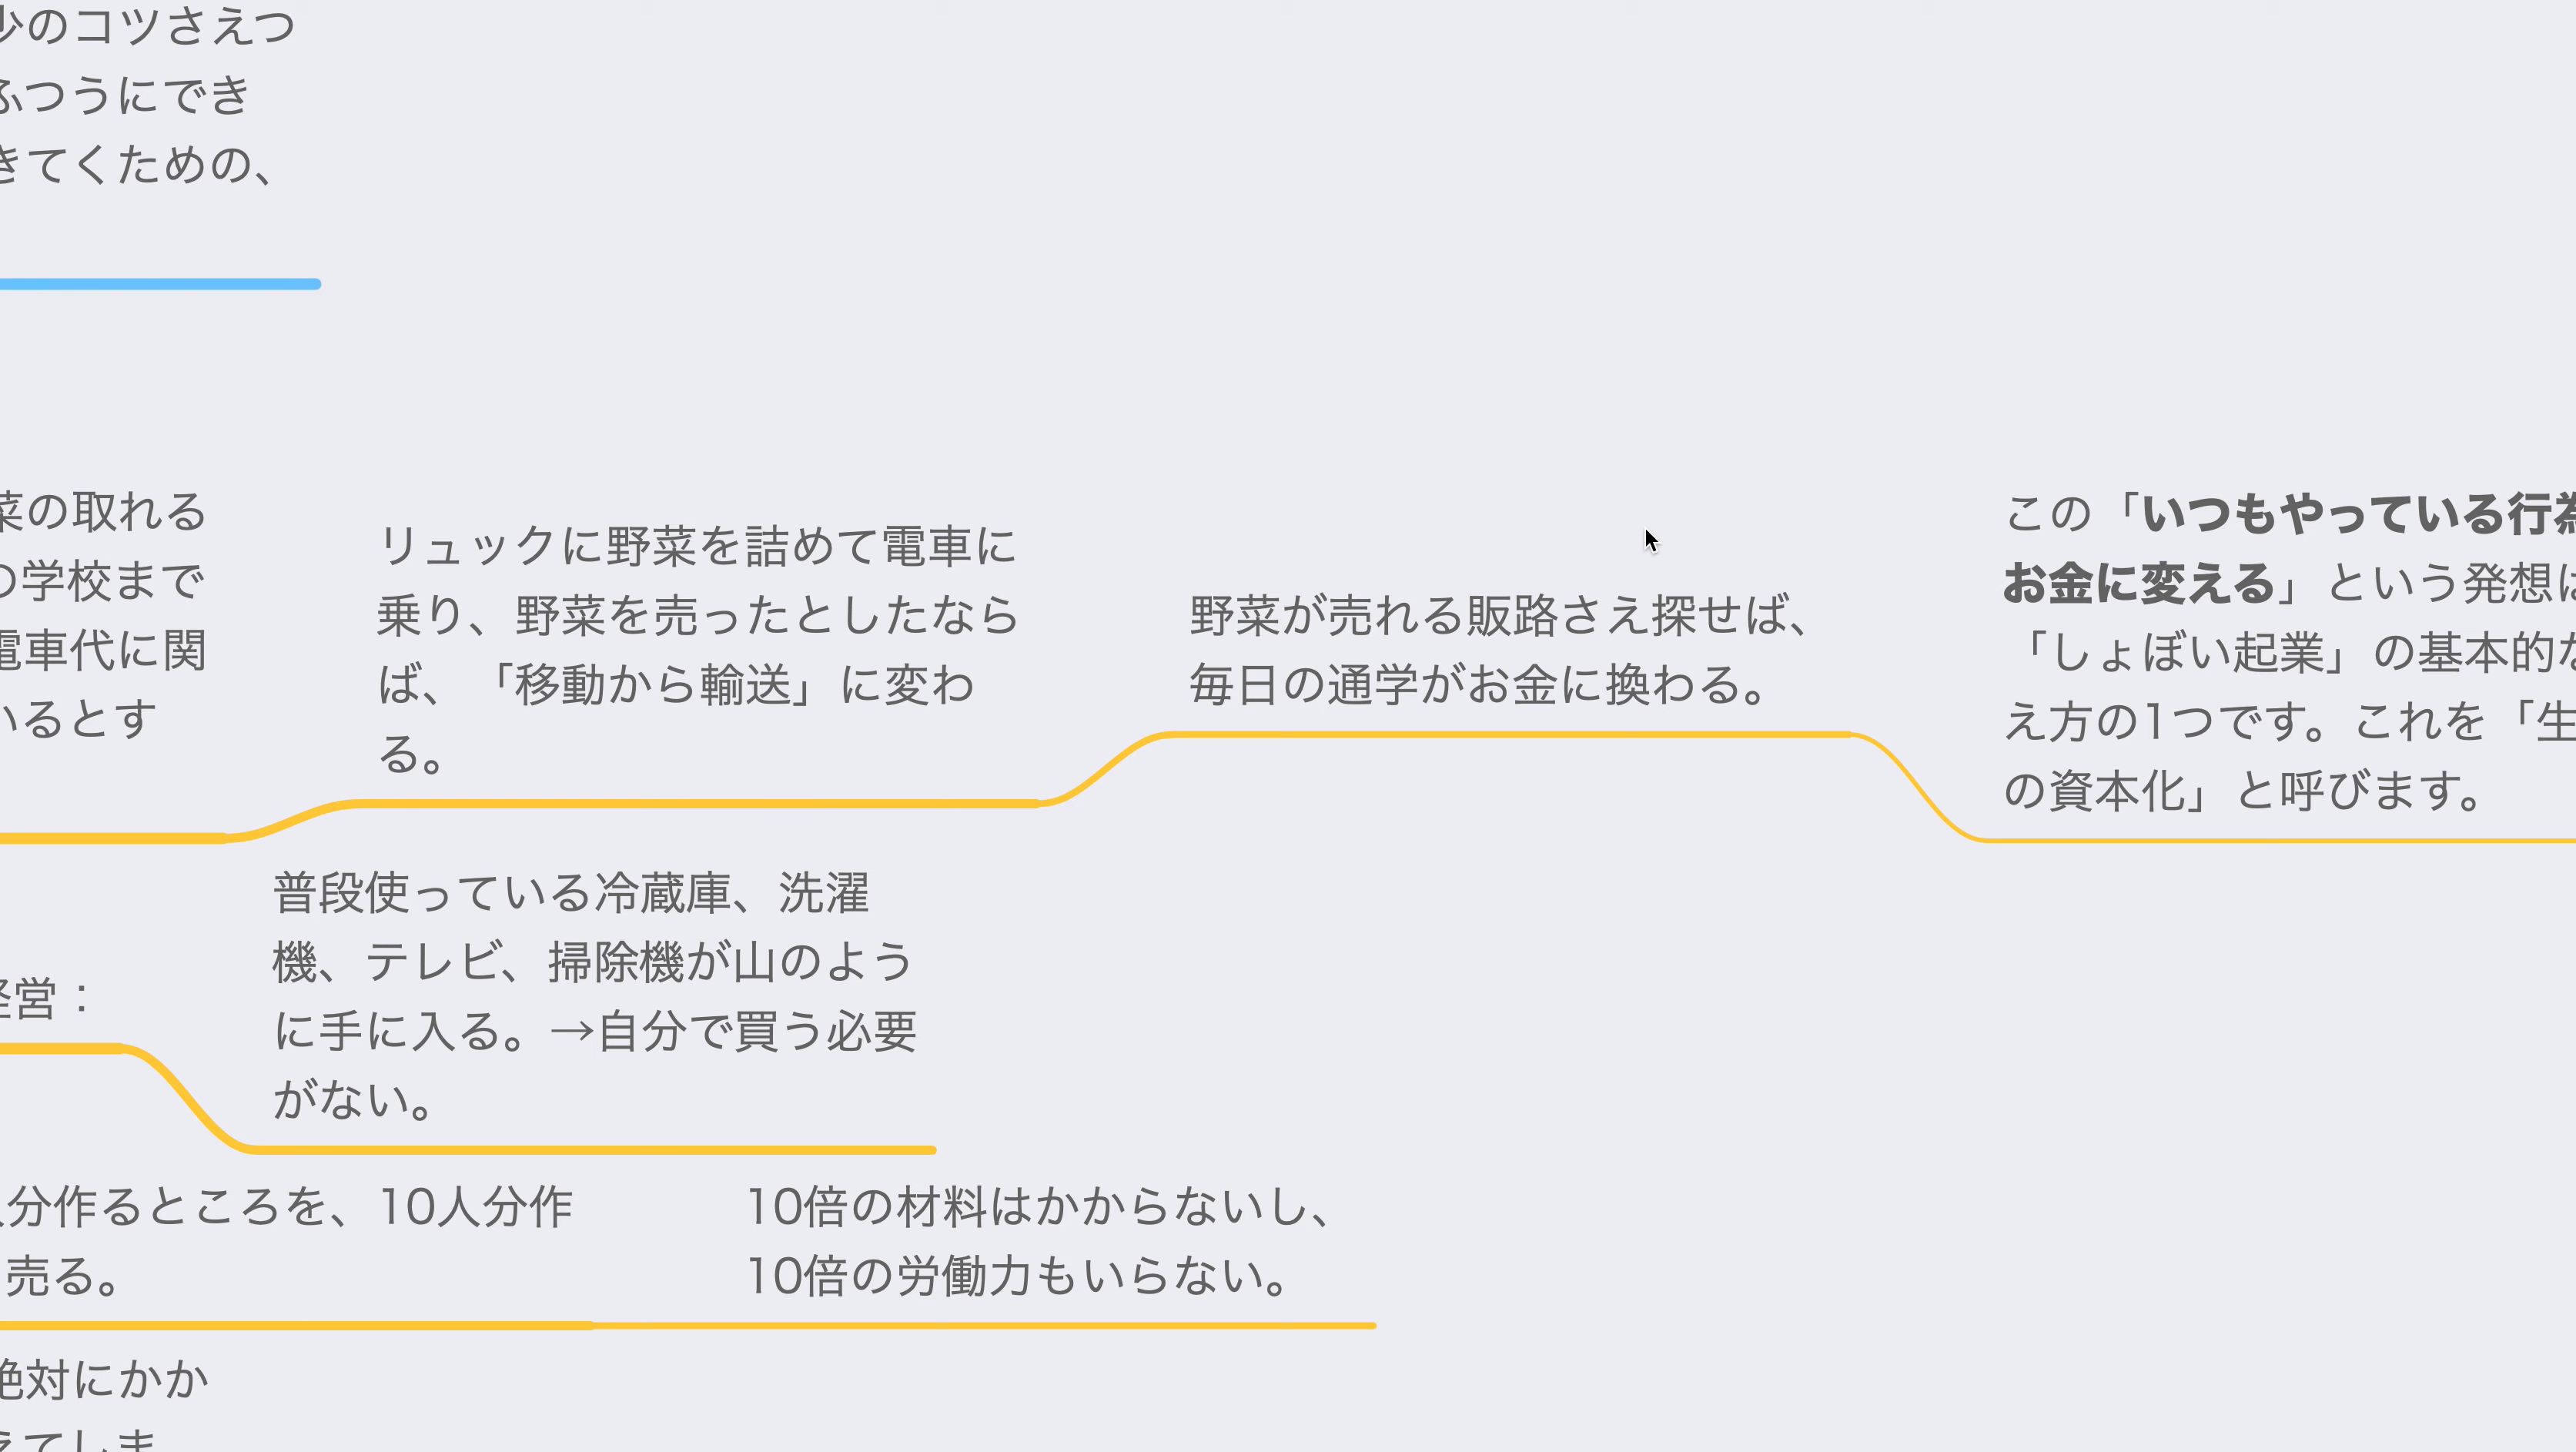 少のコツさえつ
ふつうにでき
きてくための、
菜の取れる
の学校まで
電車代に関
いるとす
リュックに野菜を詰めて電車に
乗り、野菜を売ったとしたなら
ば、「移動から輸送」に変わ
る。
野菜が売れる販路さえ探せば、
毎日の通学がお金に換わる。
この「いつもやっている行為
お金に変える」という発想は
「しょぼい起業」の基本的な
え方の1つです。これを「生
の資本化」と呼びます。
経営：
普段使っている冷蔵庫、洗濯
機、テレビ、掃除機が山のよう
に手に入る。→自分で買う必要
がない。
人分作るところを、10人分作
売る。
10倍の材料はかからないし、
10倍の労働力もいらない。
絶対にかか
えてしま